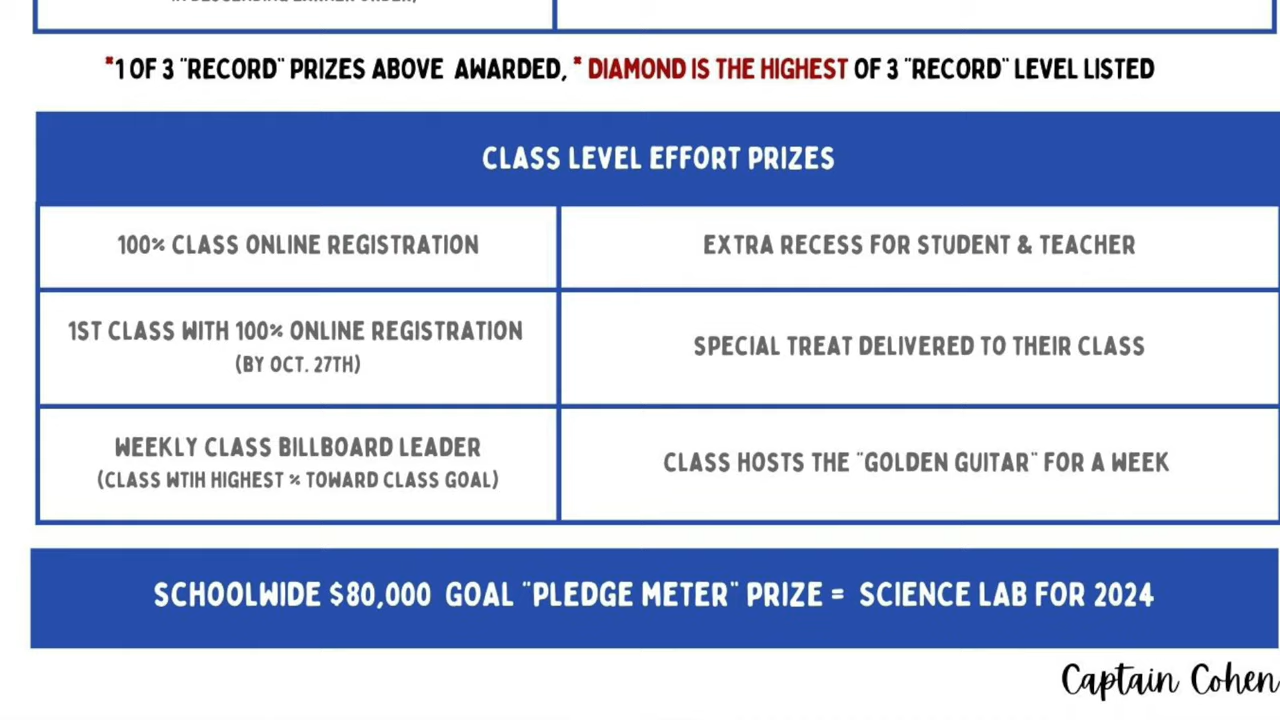 *1 OF 3 "RECORD" PRIZES ABOVE AWARDED, * DIAMOND IS THE HIGHEST OF 3 "RECORD" LEVEL LISTED
CLASS LEVEL EFFORT PRIZES
100% CLASS ONLINE REGISTRATION
EXTRA RECESS FOR STUDENT & TEACHER
1ST CLASS WITH 100% ONLINE REGISTRATION
(BY OCT. 27TH)
SPECIAL TREAT DELIVERED TO THEIR CLASS
WEEKLY CLASS BILLBOARD LEADER
(CLASS WTIH HIGHEST % TOWARD CLASS GOAL)
CLASS HOSTS THE "GOLDEN GUITAR" FOR A WEEK
SCHOOLWIDE $80,000 GOAL "PLEDGE METER" PRIZE = SCIENCE LAB FOR 2024
Captain Cohen